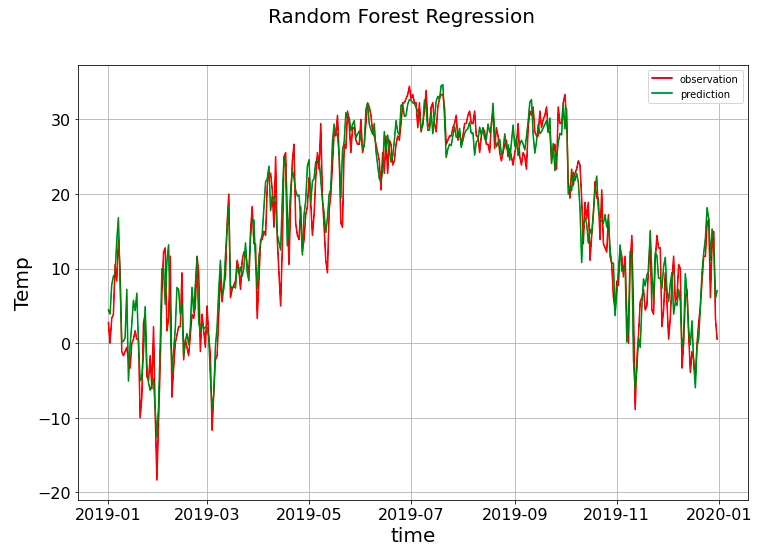 Random Forest Regression
observation
prediction
30
20
10
0
−10
−20
Temp
2019-01
2019-03
2019-05
2019-07
2019-09
2019-11
2020-01
time